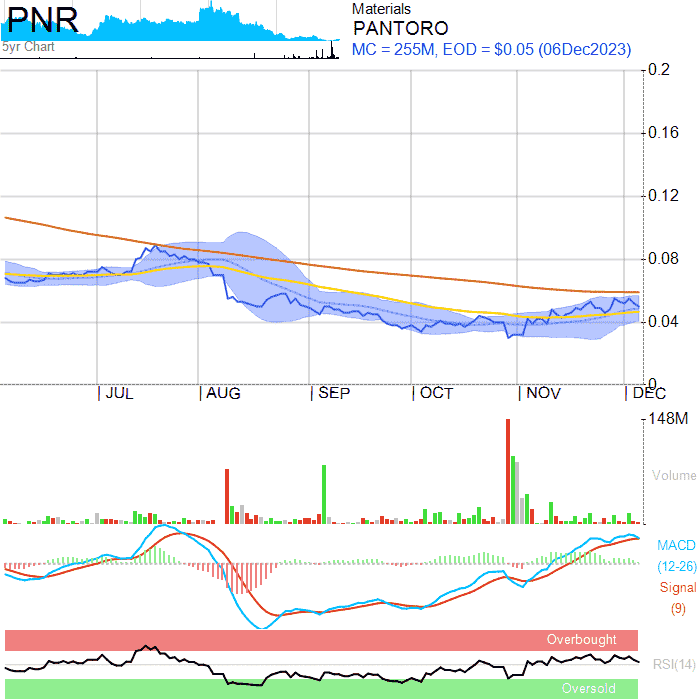 PNR
5yr Chart
Materials
PANTORO
MC = 255M, EOD = $0.05 (06Dec2023)
0.2
0.16
0.12
0.08
0.04
0
JUL AUG SEP OCT NOV DEC
148M
Volume
MACD
(12-26)
Signal
(9)
Overbought
RSI(14)
Oversold